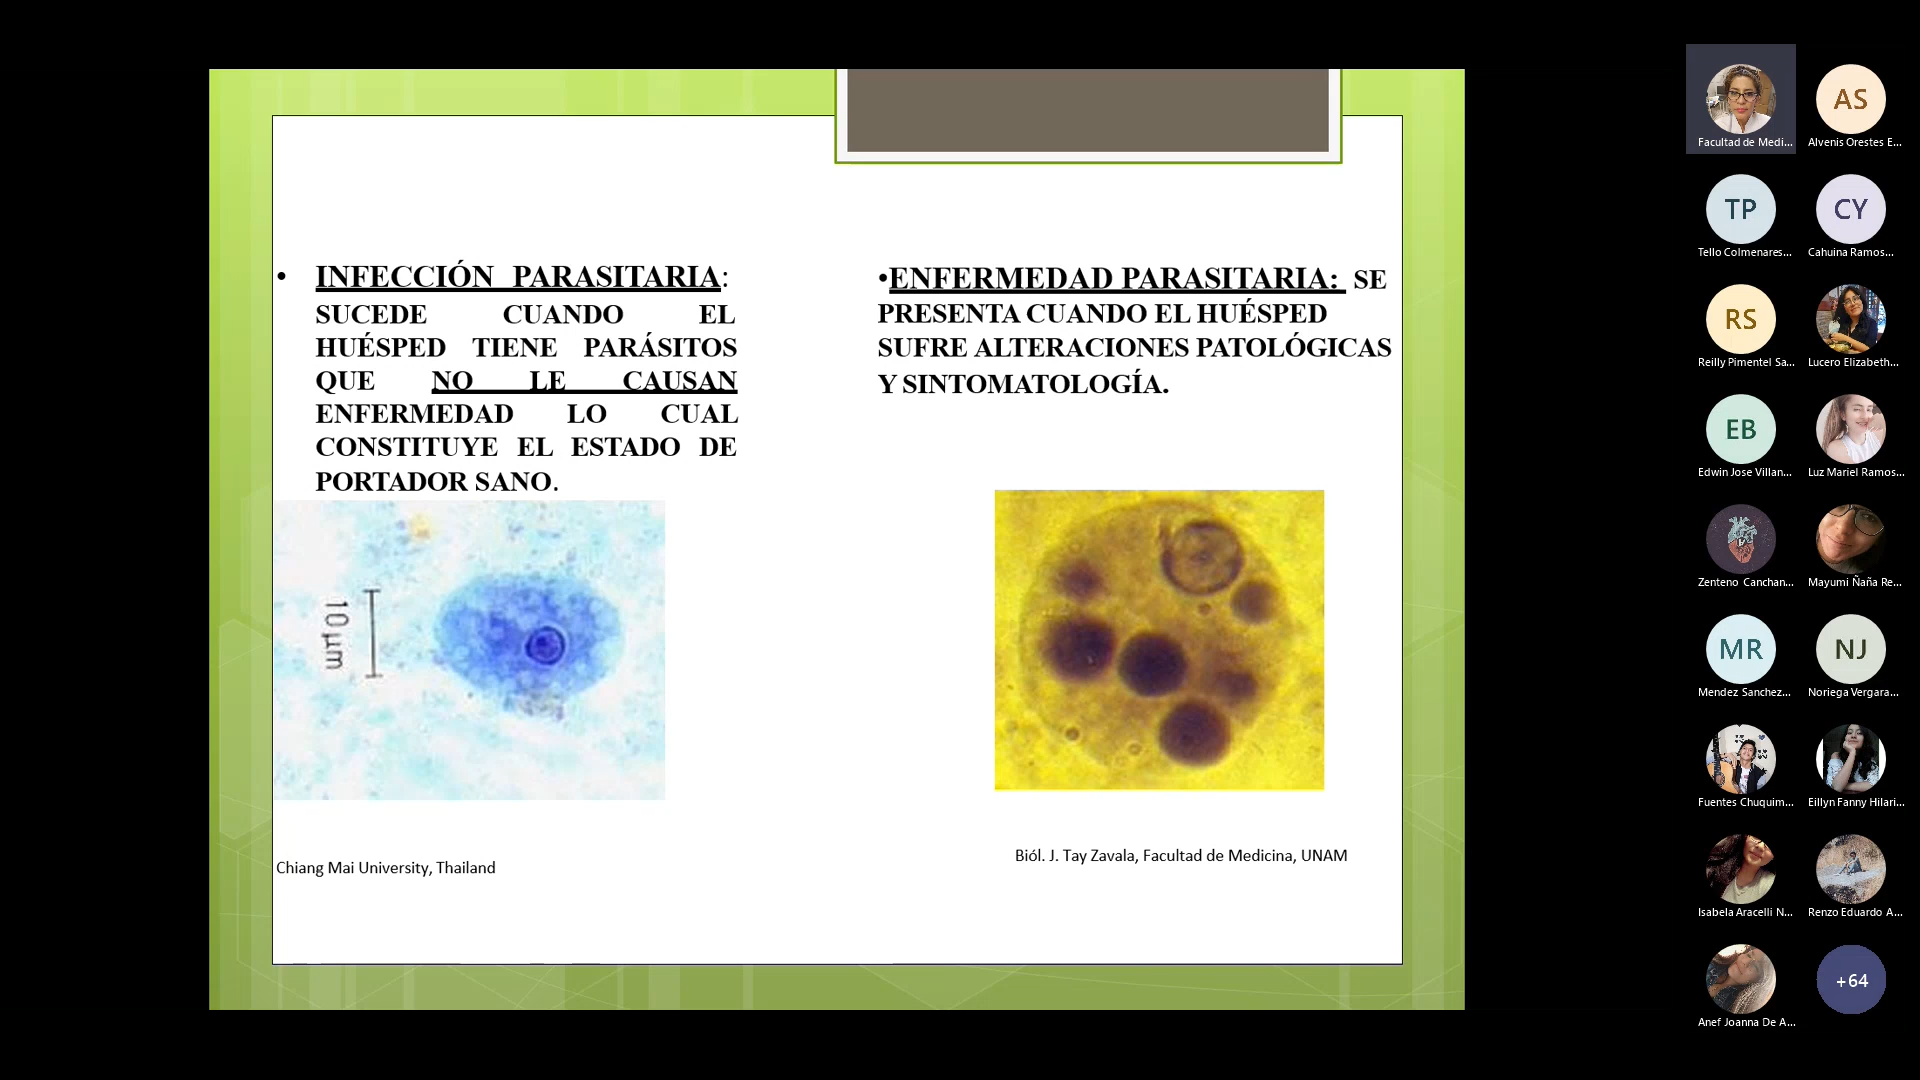 • INFECCIÓN PARASITARIA:
SUCEDE CUANDO EL
HUÉSPED TIENE PARÁSITOS
QUE NO LE CAUSAN
ENFERMEDAD LO CUAL
CONSTITUYE EL ESTADO DE
PORTADOR SANO.
10 µm
Chiang Mai University, Thailand
•ENFERMEDAD PARASITARIA: SE
PRESENTA CUANDO EL HUÉSPED
SUFRE ALTERACIONES PATOLÓGICAS
Y SINTOMATOLOGÍA.
Biól. J. Tay Zavala, Facultad de Medicina, UNAM
Facultad de Medi...
AS
Alvenis Orestes E...
TP
Tello Colmenares...
CY
Cahuina Ramos...
RS
Reilly Pimentel Sa...
Lucero Elizabeth...
EB
Edwin Jose Villan...
Luz Mariel Ramos...
Zenteno Canchan...
Mayumi Ñaña Re...
MR
Mendez Sanchez...
NJ
Noriega Vergara...
Fuentes Chuquim...
Eillyn Fanny Hilari...
Isabela Aracelli N...
Renzo Eduardo A...
Anef Joanna De A...
+64